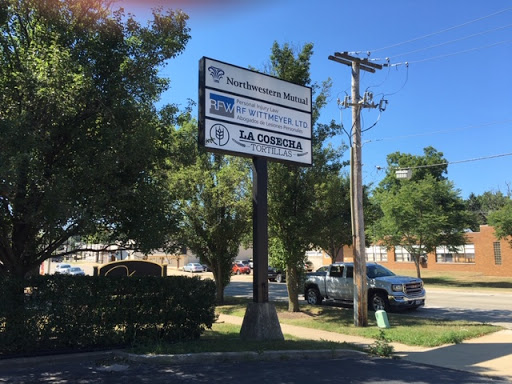 Northwestern Mutual
RFW
Personal Injury Law
RF WITTMEYER, LTD.
Abogados de Lesiones Personales
LA COSECHA
TORTILLAS